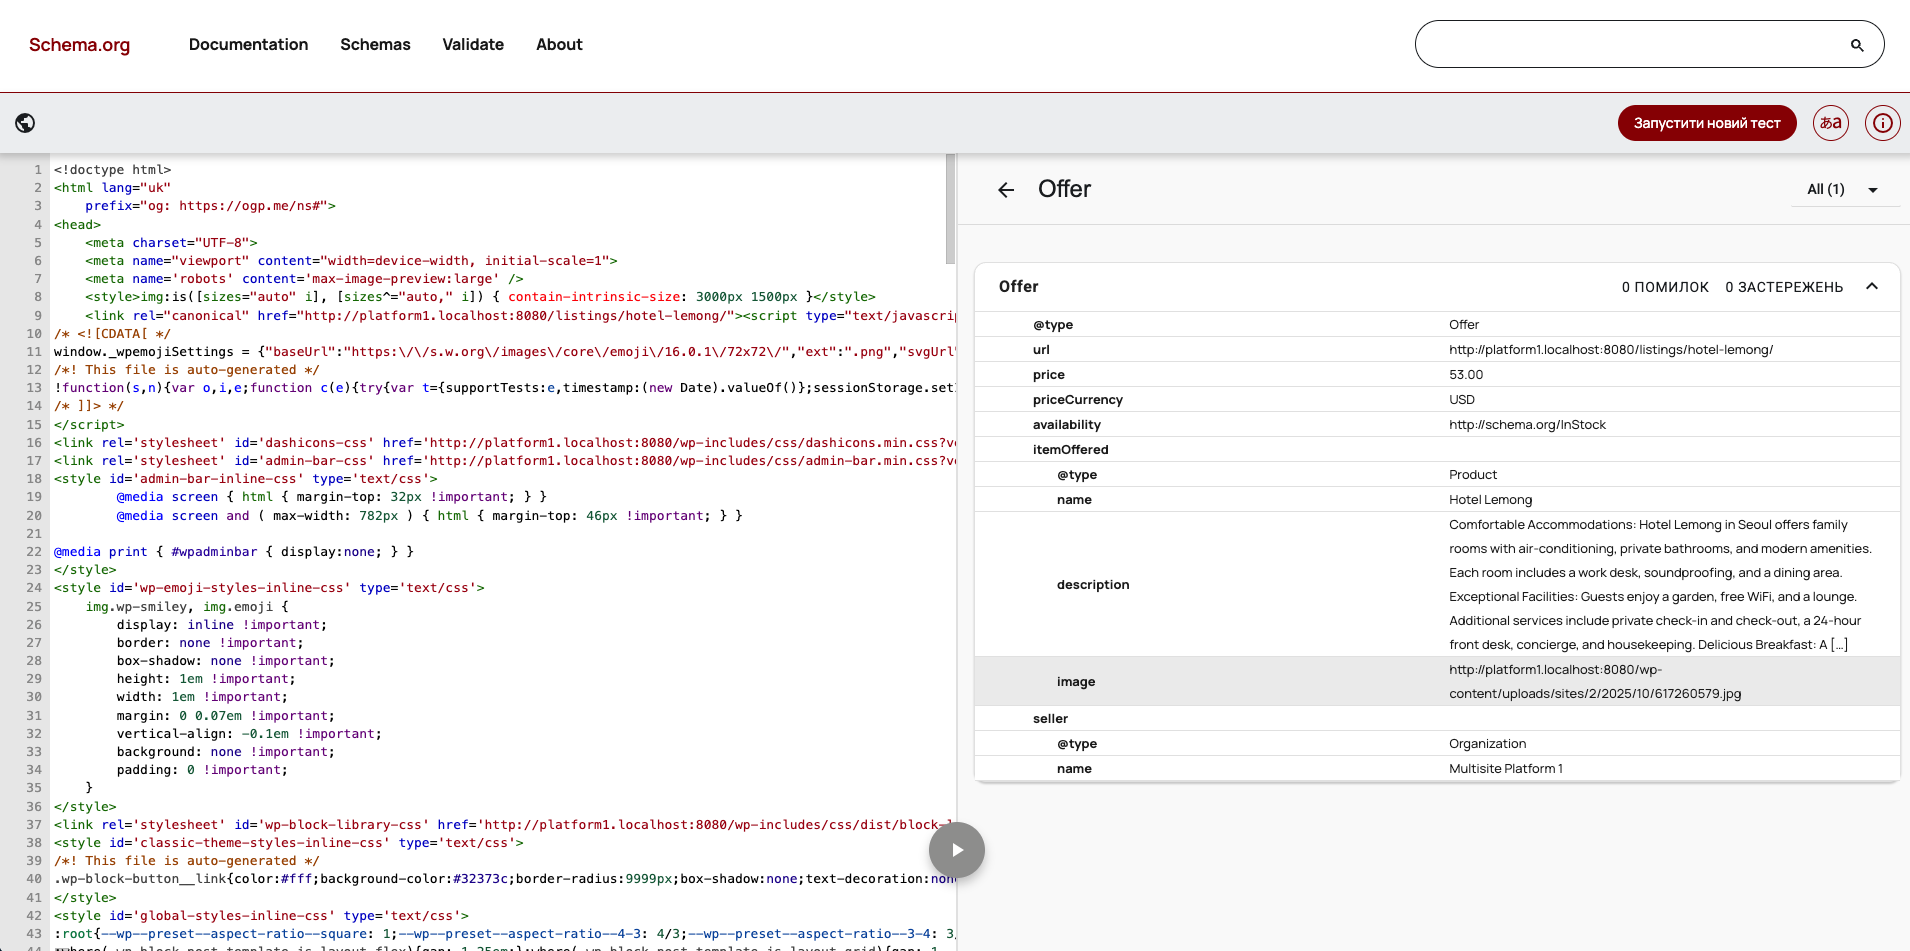 Schema.org Documentation Schemas Validate About
Запустити новий тест あa
1 <!doctype html>
2 <html lang="uk"
3 prefix="og: https://ogp.me/ns#">
4 <head>
5 <meta charset="UTF-8">
6 <meta name="viewport" content="width=device-width, initial-scale=1">
7 <meta name='robots' content='max-image-preview:large' />
8 <style>img:is([sizes="auto" i], [sizes^="auto," i]) { contain-intrinsic-size: 3000px 1500px }</style>
9 <link rel="canonical" href="http://platform1.localhost:8080/listings/hotel-lemong/"><script type="text/javascri
10 /* <![CDATA[ */
11 window._wpemojiSettings = {"baseUrl":"https:\/\/s.w.org\/images\/core\/emoji\/16.0.1\/72x72\/","ext":".png","svgUrl"
12 /*! This file is auto-generated */
13 !function(s,n){var o,i,e;function c(e){try{var t={supportTests:e,timestamp:(new Date).valueOf()};sessionStorage.set
14 /* ]]> */
15 </script>
16 <link rel='stylesheet' id='dashicons-css' href='http://platform1.localhost:8080/wp-includes/css/dashicons.min.css?v
17 <link rel='stylesheet' id='admin-bar-css' href='http://platform1.localhost:8080/wp-includes/css/admin-bar.min.css?v
18 <style id='admin-bar-inline-css' type='text/css'>
19 @media screen { html { margin-top: 32px !important; } }
20 @media screen and ( max-width: 782px ) { html { margin-top: 46px !important; } }
21
22 @media print { #wpadminbar { display:none; } }
23 </style>
24 <style id='wp-emoji-styles-inline-css' type='text/css'>
25 img.wp-smiley, img.emoji {
26 display: inline !important;
27 border: none !important;
28 box-shadow: none !important;
29 height: 1em !important;
30 width: 1em !important;
31 margin: 0 0.07em !important;
32 vertical-align: -0.1em !important;
33 background: none !important;
34 padding: 0 !important;
35 }
36 </style>
37 <link rel='stylesheet' id='wp-block-library-css' href='http://platform1.localhost:8080/wp-includes/css/dist/block-l
38 <style id='classic-theme-styles-inline-css' type='text/css'>
39 /*! This file is auto-generated */
40 .wp-block-button__link{color:#fff;background-color:#32373c;border-radius:9999px;box-shadow:none;text-decoration:non
41 </style>
42 <style id='global-styles-inline-css' type='text/css'>
43 :root{--wp--preset--aspect-ratio--square: 1;--wp--preset--aspect-ratio--4-3: 4/3;--wp--preset--aspect-ratio--3-4: 3
Offer All (1)
Offer 0 ПОМИЛОК 0 ЗАСТЕРЕЖЕНЬ
@type Offer
url http://platform1.localhost:8080/listings/hotel-lemong/
price 53.00
priceCurrency USD
availability http://schema.org/InStock
itemOffered
@type Product
name Hotel Lemong
description Comfortable Accommodations: Hotel Lemong in Seoul offers family
rooms with air-conditioning, private bathrooms, and modern amenities.
Each room includes a work desk, soundproofing, and a dining area.
Exceptional Facilities: Guests enjoy a garden, free WiFi, and a lounge.
Additional services include private check-in and check-out, a 24-hour
front desk, concierge, and housekeeping. Delicious Breakfast: A [...]
image http://platform1.localhost:8080/wp-
content/uploads/sites/2/2025/10/617260579.jpg
seller
@type Organization
name Multisite Platform 1